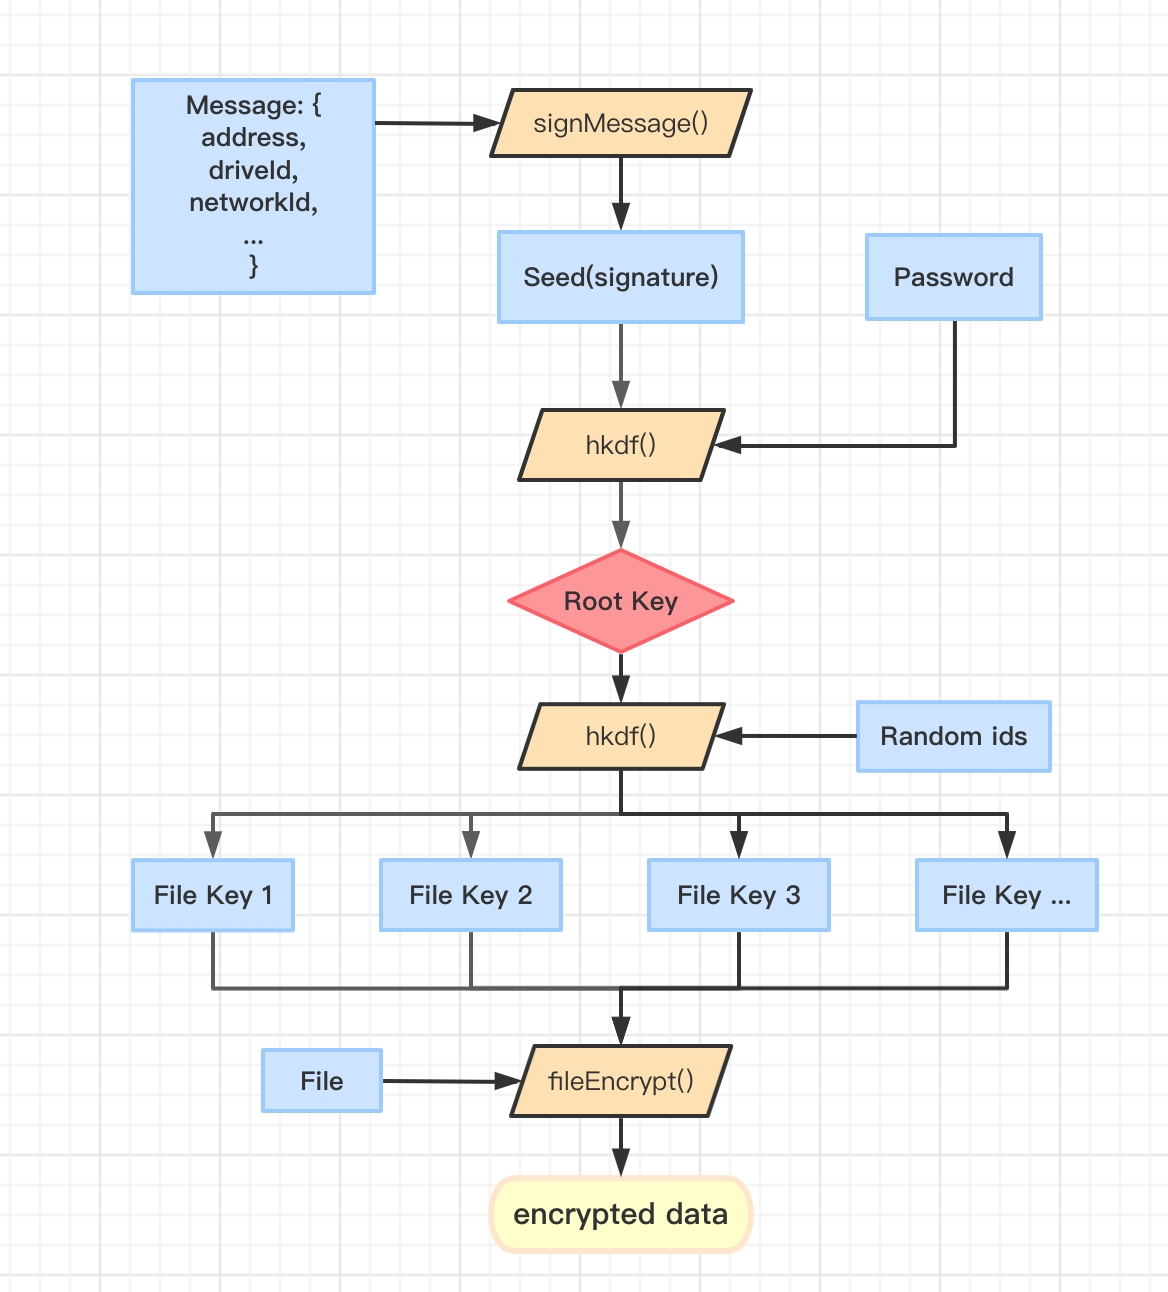 Message: {
address,
driveId,
networkId,
...
}
signMessage()
Seed(signature)
Password
hkdf()
Root Key
hkdf()
Random ids
File Key 1
File Key 2
File Key 3
File Key ...
File
fileEncrypt()
encrypted data